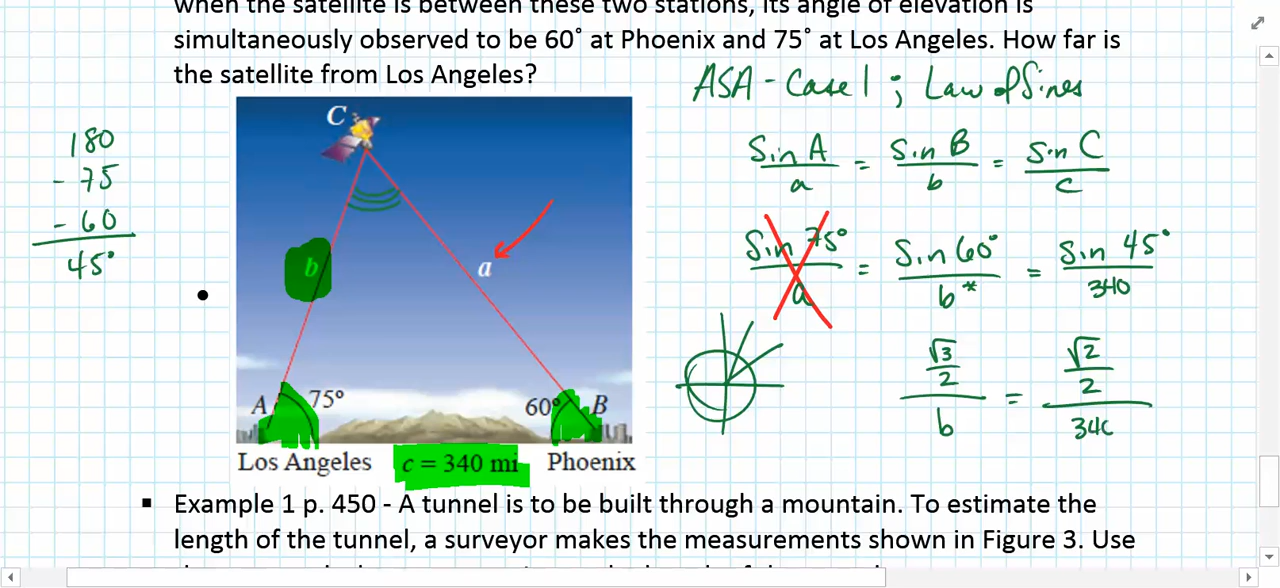 when the satellite is between these two stations, its angle of elevation is
simultaneously observed to be 60° at Phoenix and 75° at Los Angeles. How far is
the satellite from Los Angeles?
ASA - Case 1 ; Law of Sines
180
- 75
- 60
45°
C
b
a
A 75°
60° B
Los Angeles c = 340 mi Phoenix
Sin A / a = Sin B / b = Sin C / c
Sin 75° / a = Sin 60° / b* = Sin 45° / 340
√3/2 / b = √2/2 / 340
▪ Example 1 p. 450 - A tunnel is to be built through a mountain. To estimate the
length of the tunnel, a surveyor makes the measurements shown in Figure 3. Use